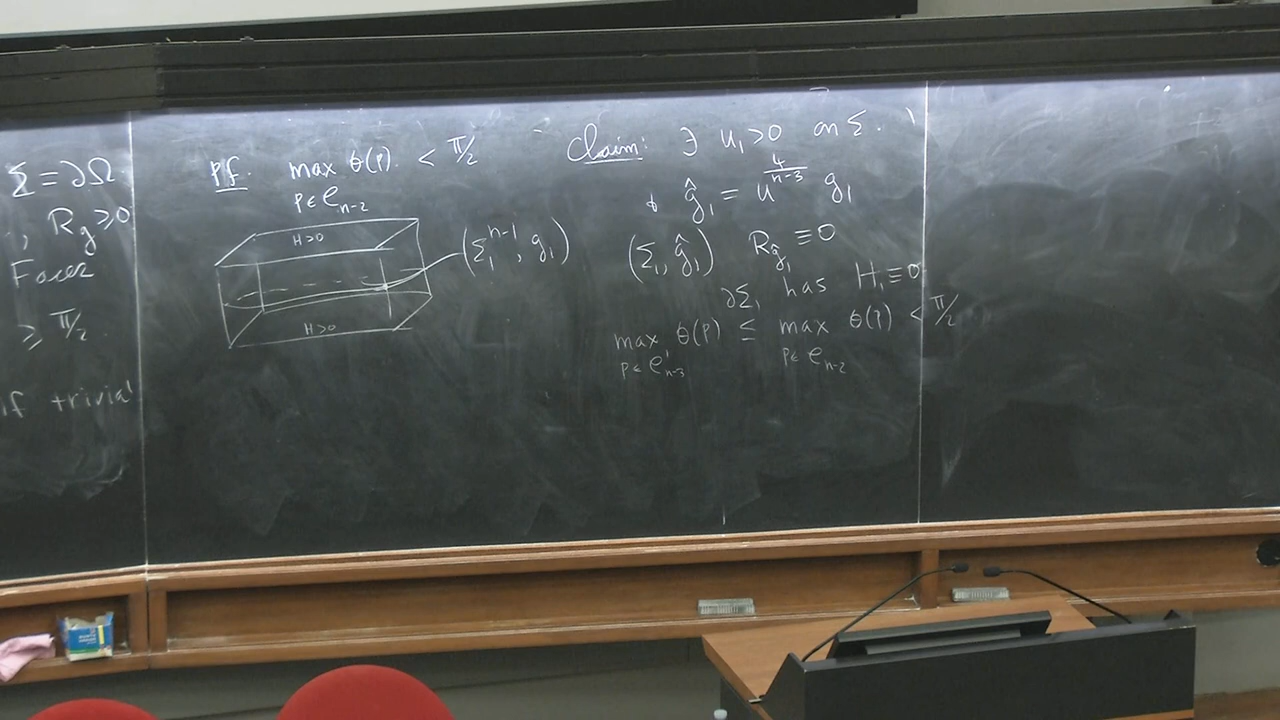 Σ = ∂Ω
, R_g ≥ 0
Faces
≥ π/2
if trivial
pf. max θ(p) < π/2
p ∈ e_{n-2}
H>0
H>0
(Σ_1^{n-1}, g_1)
Claim: ∃ u_1 > 0 on Σ_1
& ĝ_1 = u^{4/(n-3)} g_1
(Σ_1, ĝ_1) R_{ĝ_1} ≡ 0
∂Σ_1 has H_1 ≡ 0
max θ(p) ≤ max θ(p) < π/2
p ∈ e'_{n-3} p ∈ e_{n-2}